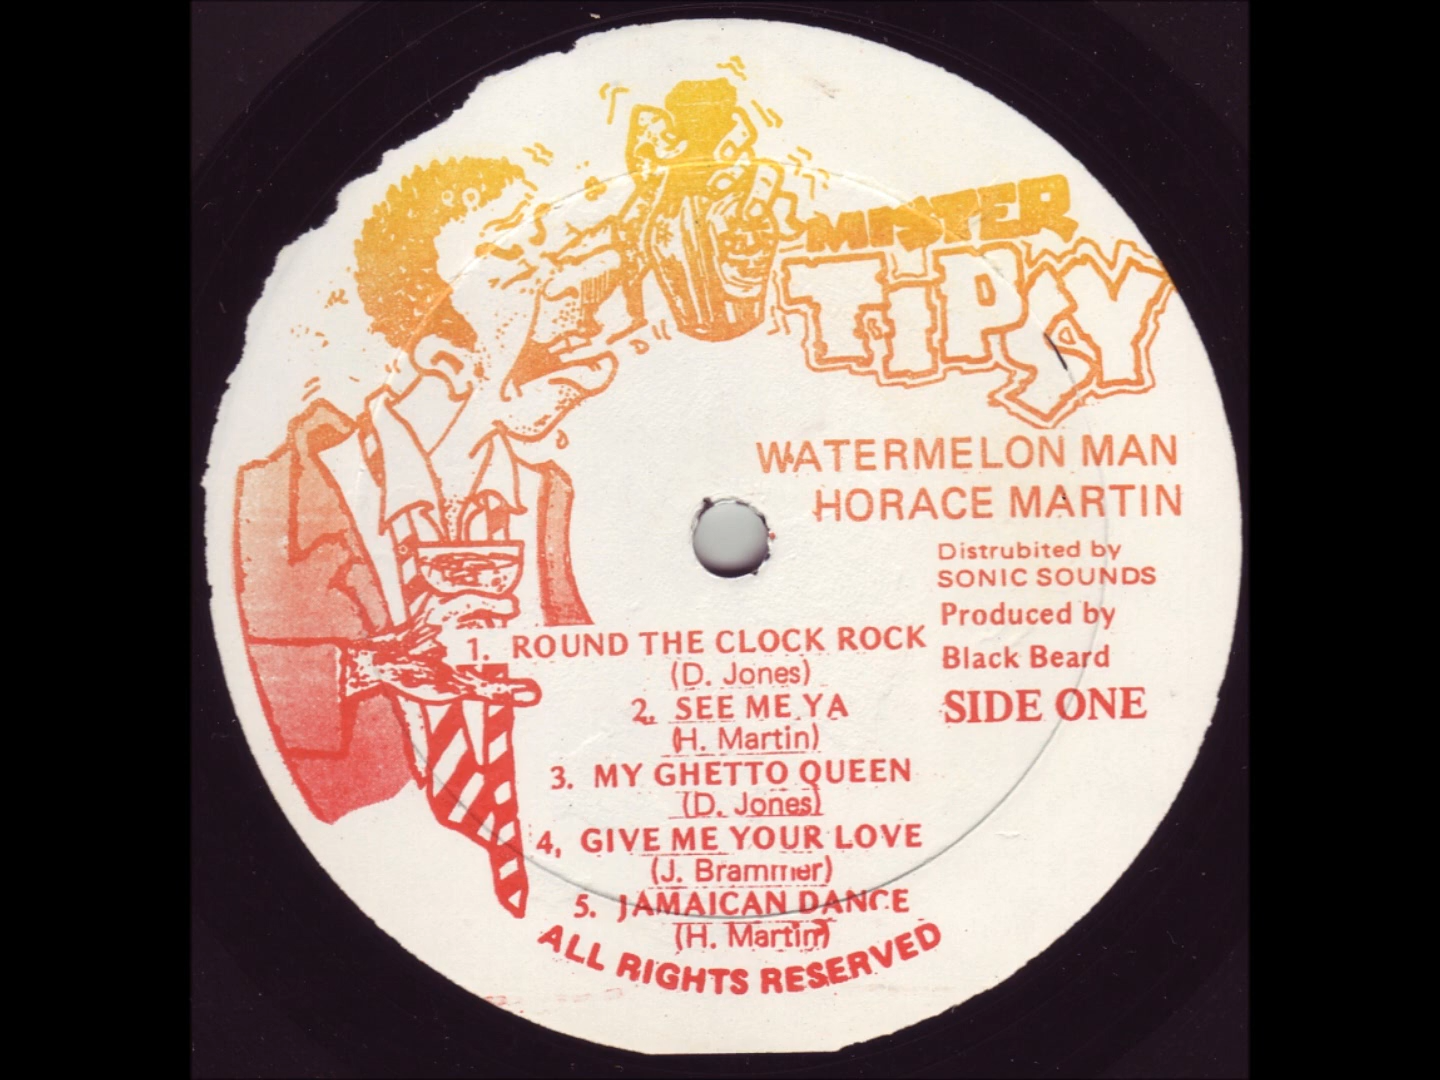 MISTER
TIPSY
WATERMELON MAN
HORACE MARTIN
Distrubited by
SONIC SOUNDS
Produced by
Black Beard
SIDE ONE
1. ROUND THE CLOCK ROCK
(D. Jones)
2. SEE ME YA
(H. Martin)
3. MY GHETTO QUEEN
(D. Jones)
4, GIVE ME YOUR LOVE
(J. Brammer)
5. JAMAICAN DANCE
(H. Martin)
ALL RIGHTS RESERVED